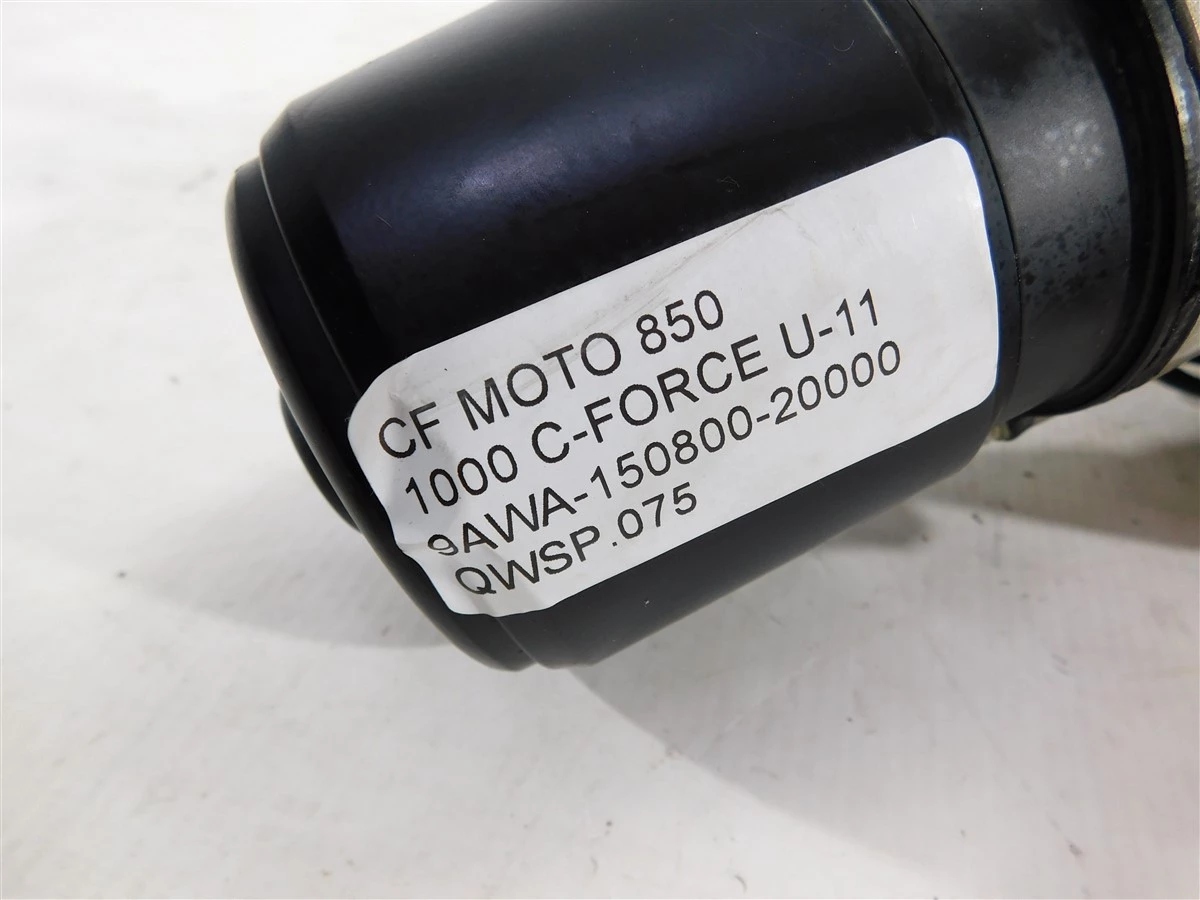 CF MOTO 850
1000 C-FORCE U-11
9AWA-150800-20000
QWSP.075